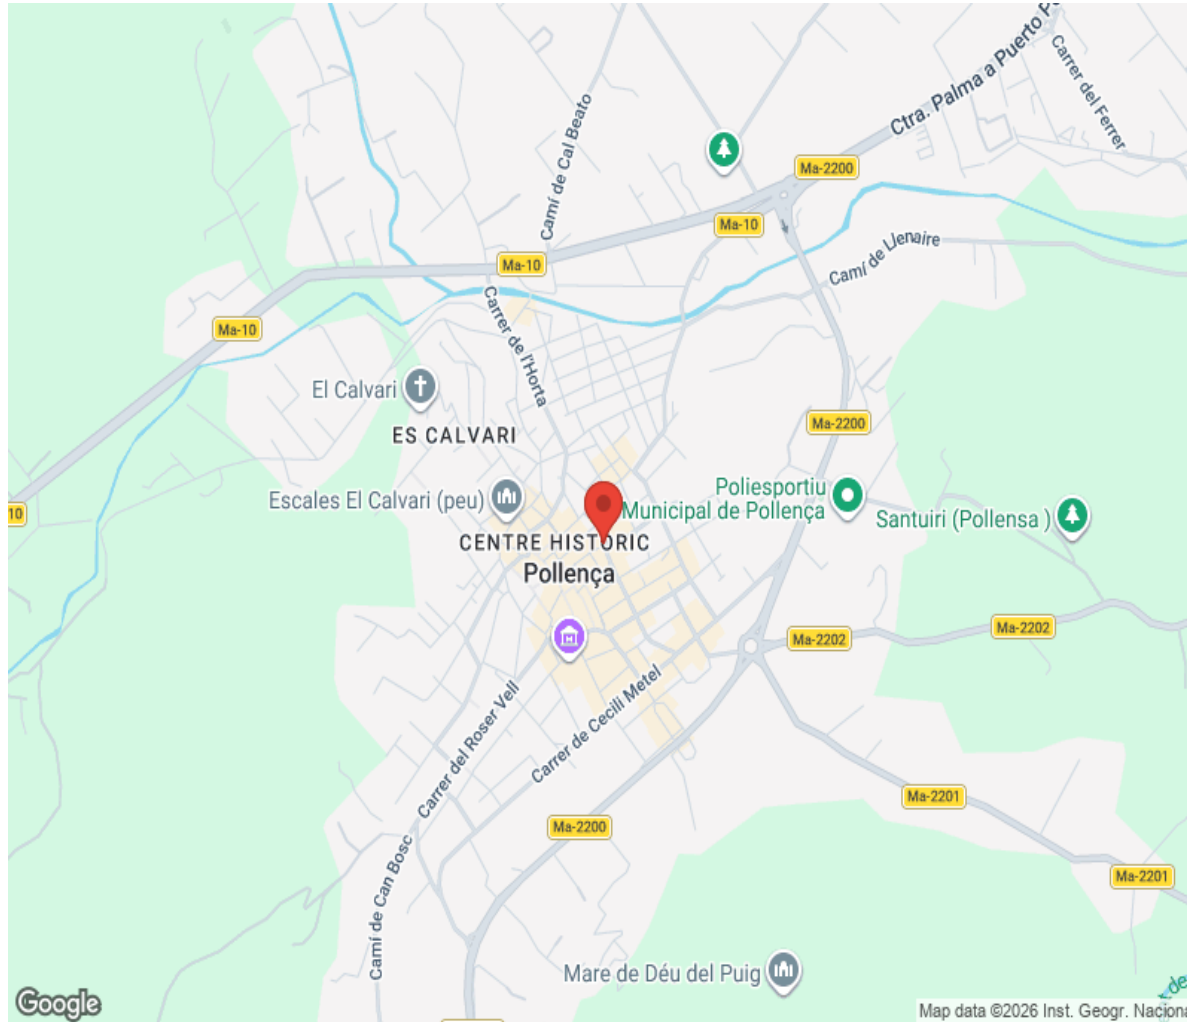 Ctra. Palma a Puerto Po
Carrer del Ferrer
Camí de Cal Beato
Ma-2200
Ma-10
Camí de Llenaire
Ma-10
Ma-10
Carrer de l'Horta
El Calvari
ES CALVARI
Ma-2200
Escales El Calvari (peu)
Poliesportiu
Municipal de Pollença
Santuiri (Pollensa )
10
CENTRE HISTÒRIC
Pollença
Ma-2202
Ma-2202
Carrer del Roser Vell
Carrer de Cecili Metel
Ma-2201
Ma-2200
Camí de Can Bosc
Ma-2201
Mare de Déu del Puig
Google
Map data ©2026 Inst. Geogr. Naciona